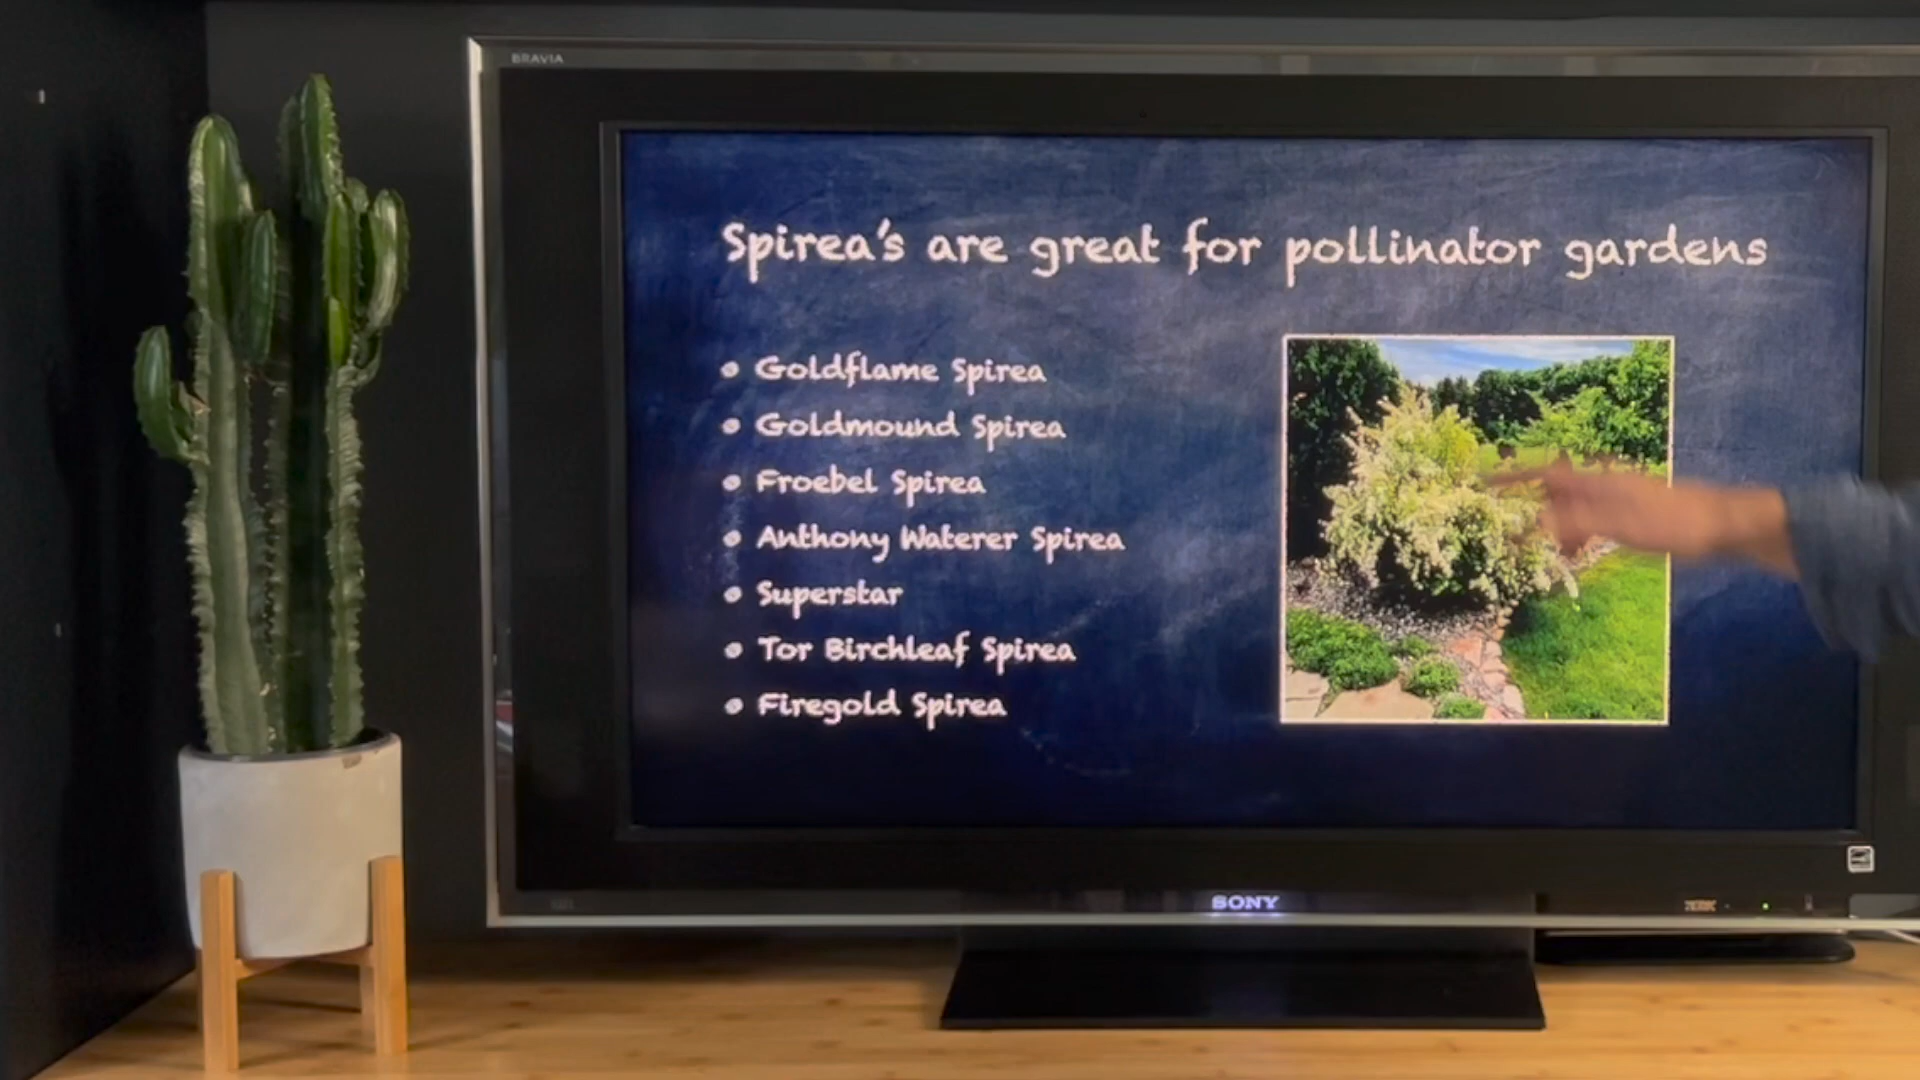 BRAVIA
Spirea's are great for pollinator gardens
Goldflame Spirea
Goldmound Spirea
Froebel Spirea
Anthony Waterer Spirea
Superstar
Tor Birchleaf Spirea
Firegold Spirea
SONY